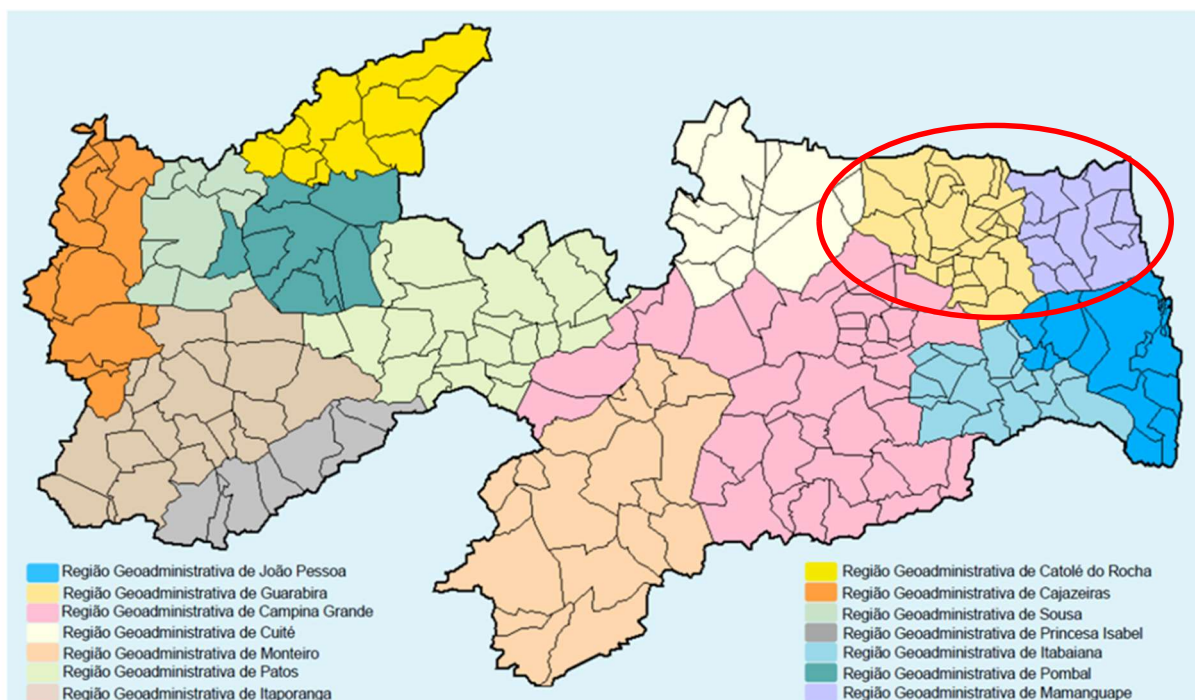 Região Geoadministrativa de João Pessoa
Região Geoadministrativa de Guarabira
Região Geoadministrativa de Campina Grande
Região Geoadministrativa de Cuité
Região Geoadministrativa de Monteiro
Região Geoadministrativa de Patos
Região Geoadministrativa de Itaporanga
Região Geoadministrativa de Catolé do Rocha
Região Geoadministrativa de Cajazeiras
Região Geoadministrativa de Sousa
Região Geoadministrativa de Princesa Isabel
Região Geoadministrativa de Itabaiana
Região Geoadministrativa de Pombal
Região Geoadministrativa de Mamanguape